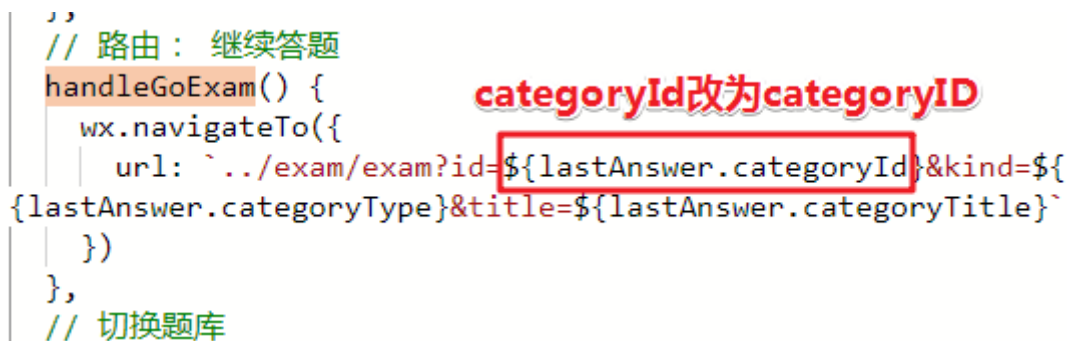 },
// 路由： 继续答题
handleGoExam() {
categoryId改为categoryID
wx.navigateTo({
url: `../exam/exam?id=${lastAnswer.categoryId}&kind=${
{lastAnswer.categoryType}&title=${lastAnswer.categoryTitle}`
})
},
// 切换题库